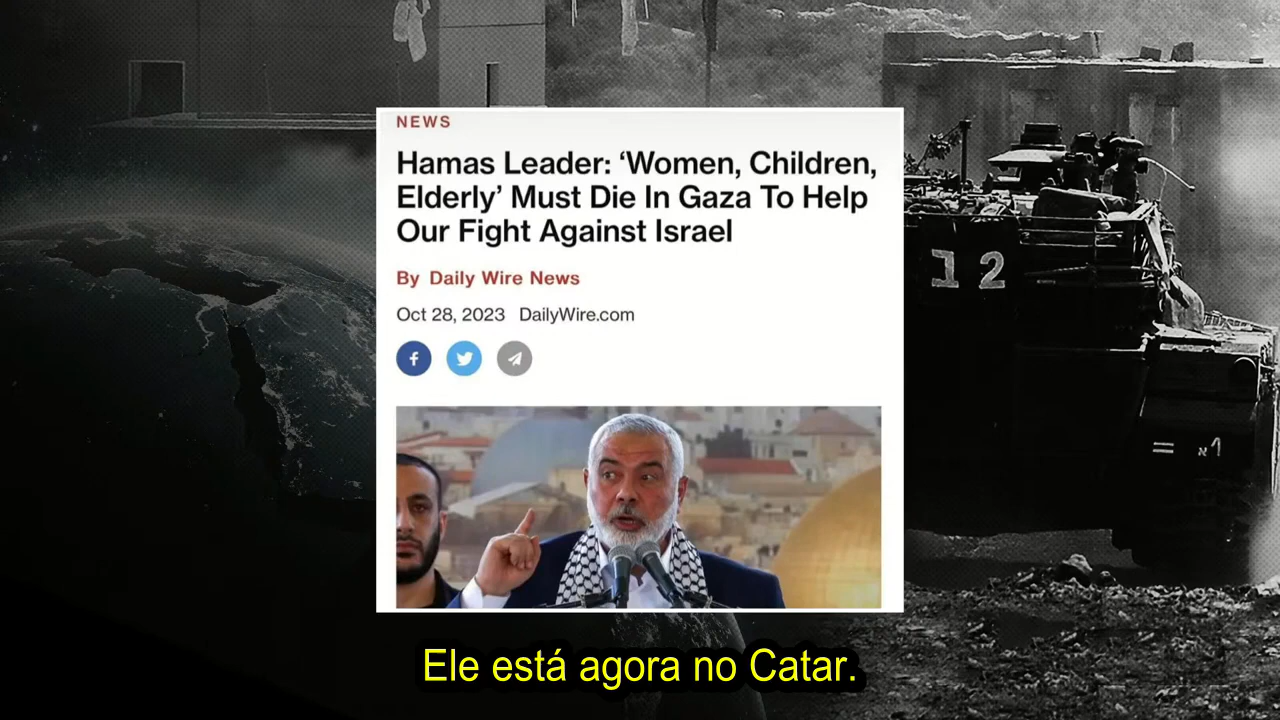 NEWS
Hamas Leader: ‘Women, Children,
Elderly’ Must Die In Gaza To Help
Our Fight Against Israel
By Daily Wire News
Oct 28, 2023 DailyWire.com
12
א1
Ele está agora no Catar.